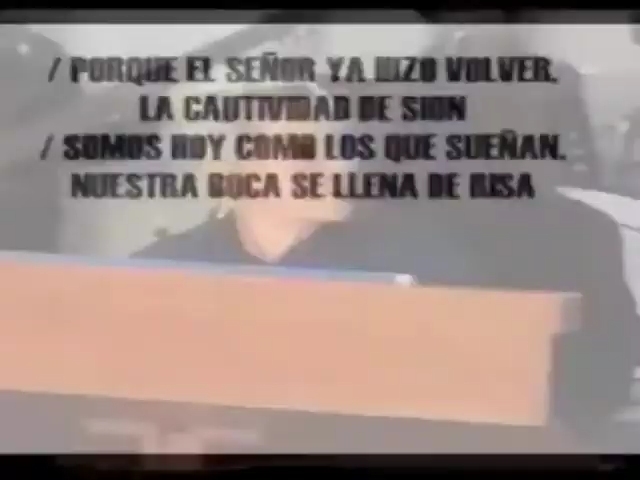 / PORQUE EL SEÑOR YA HIZO VOLVER.
LA CAUTIVIDAD DE SION
/ SOMOS HOY COMO LOS QUE SUEÑAN.
NUESTRA BOCA SE LLENA DE RISA